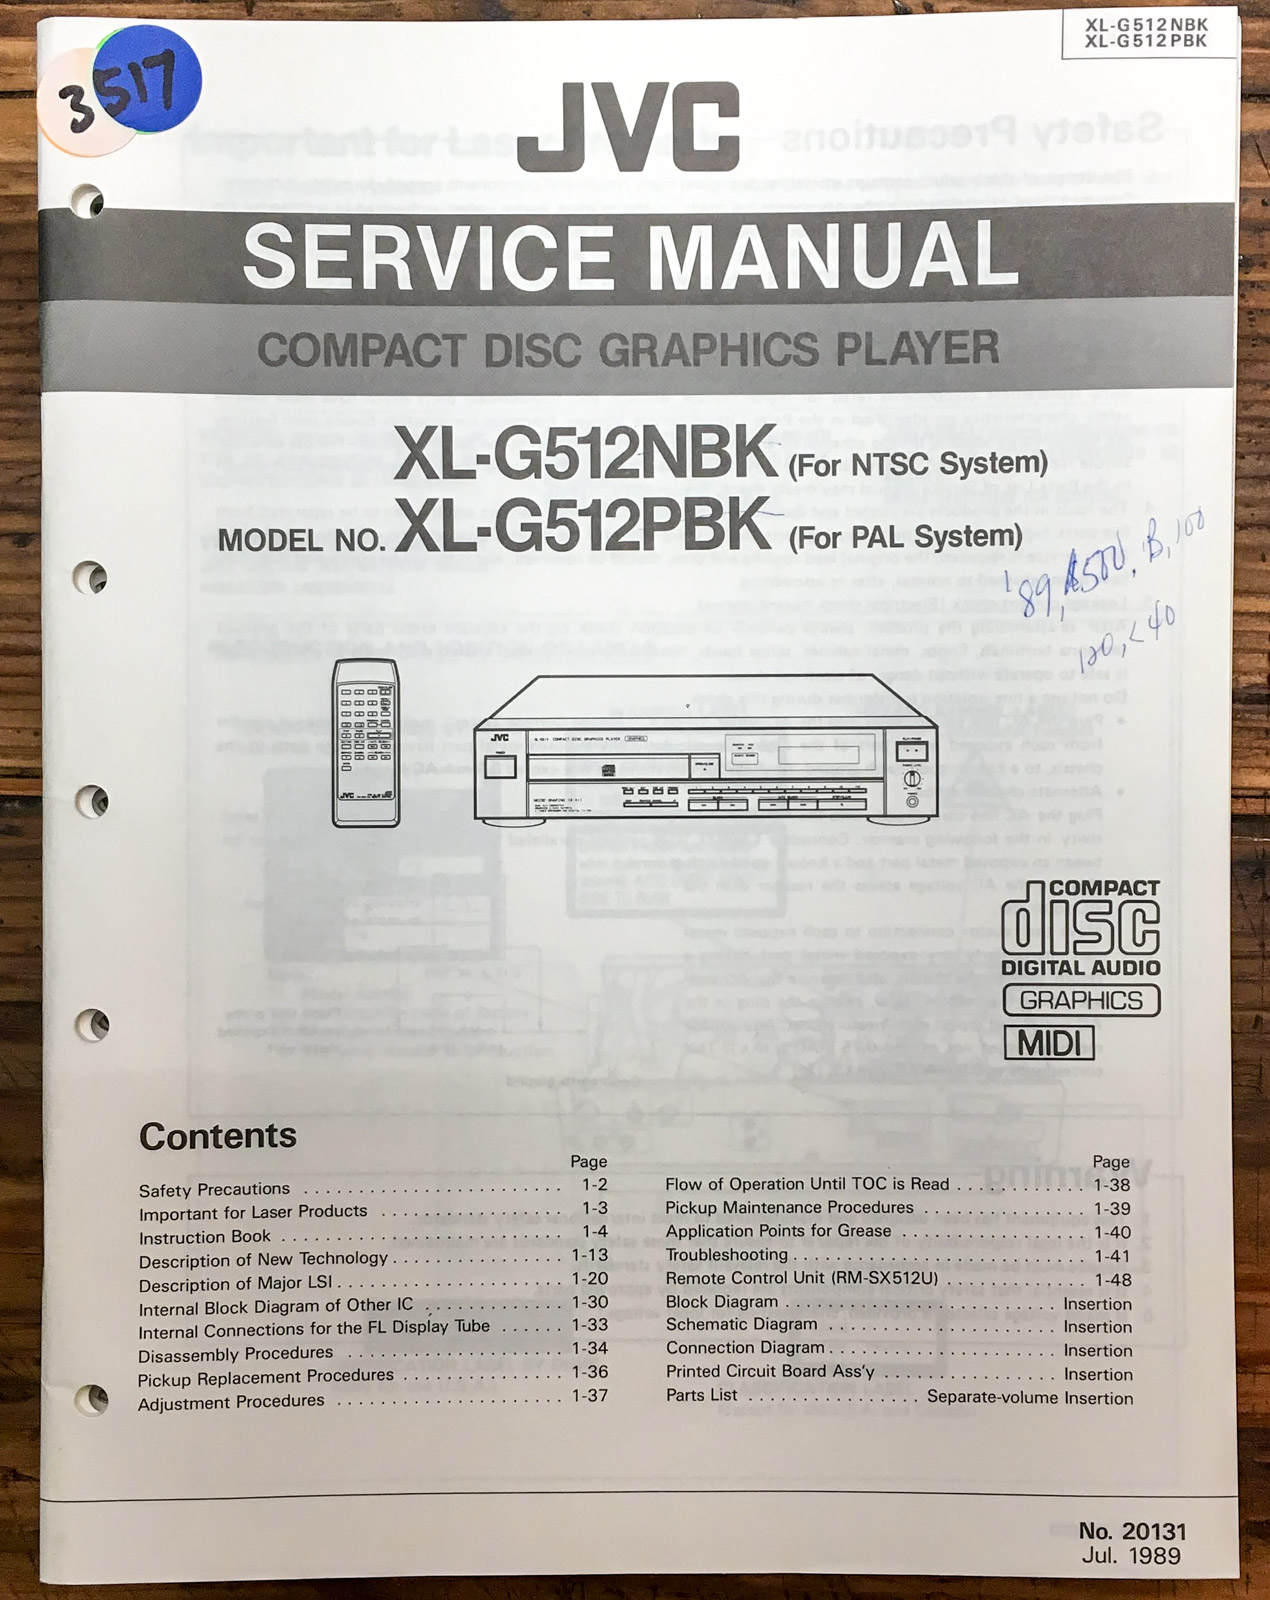 XL-G512NBK
XL-G512PBK
3517
JVC
SERVICE MANUAL
COMPACT DISC GRAPHICS PLAYER
XL-G512NBK (For NTSC System)
MODEL NO. XL-G512PBK (For PAL System)
'89, A500, B, 100
120, <40
JVC
JVC
COMPACT
disc
DIGITAL AUDIO
GRAPHICS
MIDI
Contents
Page
Safety Precautions . . . . . . . . . . . . . . . . . . . . . . . . 1-2
Important for Laser Products . . . . . . . . . . . . . . . . . 1-3
Instruction Book . . . . . . . . . . . . . . . . . . . . . . . . . . 1-4
Description of New Technology . . . . . . . . . . . . . . . . 1-13
Description of Major LSI . . . . . . . . . . . . . . . . . . . . . 1-20
Internal Block Diagram of Other IC . . . . . . . . . . . . . 1-30
Internal Connections for the FL Display Tube . . . . . . 1-33
Disassembly Procedures . . . . . . . . . . . . . . . . . . . . . 1-34
Pickup Replacement Procedures . . . . . . . . . . . . . . . 1-36
Adjustment Procedures . . . . . . . . . . . . . . . . . . . . . 1-37
Page
Flow of Operation Until TOC is Read . . . . . . . . . . . . 1-38
Pickup Maintenance Procedures . . . . . . . . . . . . . . . 1-39
Application Points for Grease . . . . . . . . . . . . . . . . . 1-40
Troubleshooting . . . . . . . . . . . . . . . . . . . . . . . . . . 1-41
Remote Control Unit (RM-SX512U) . . . . . . . . . . . . . 1-48
Block Diagram . . . . . . . . . . . . . . . . . . . . . . . . . Insertion
Schematic Diagram . . . . . . . . . . . . . . . . . . . . . Insertion
Connection Diagram . . . . . . . . . . . . . . . . . . . . . Insertion
Printed Circuit Board Ass'y . . . . . . . . . . . . . . . . Insertion
Parts List . . . . . . . . . . . . . . . . Separate-volume Insertion
No. 20131
Jul. 1989